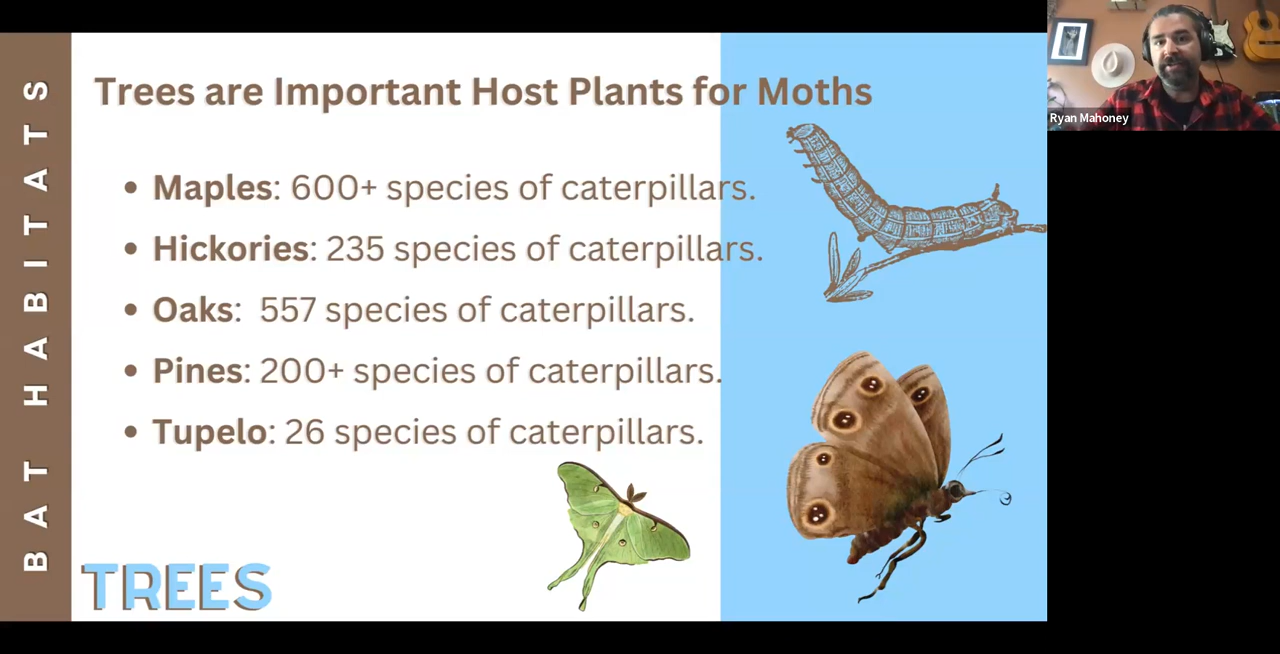 BAT HABITATS
Trees are Important Host Plants for Moths
• Maples: 600+ species of caterpillars.
• Hickories: 235 species of caterpillars.
• Oaks: 557 species of caterpillars.
• Pines: 200+ species of caterpillars.
• Tupelo: 26 species of caterpillars.
TREES
Ryan Mahoney